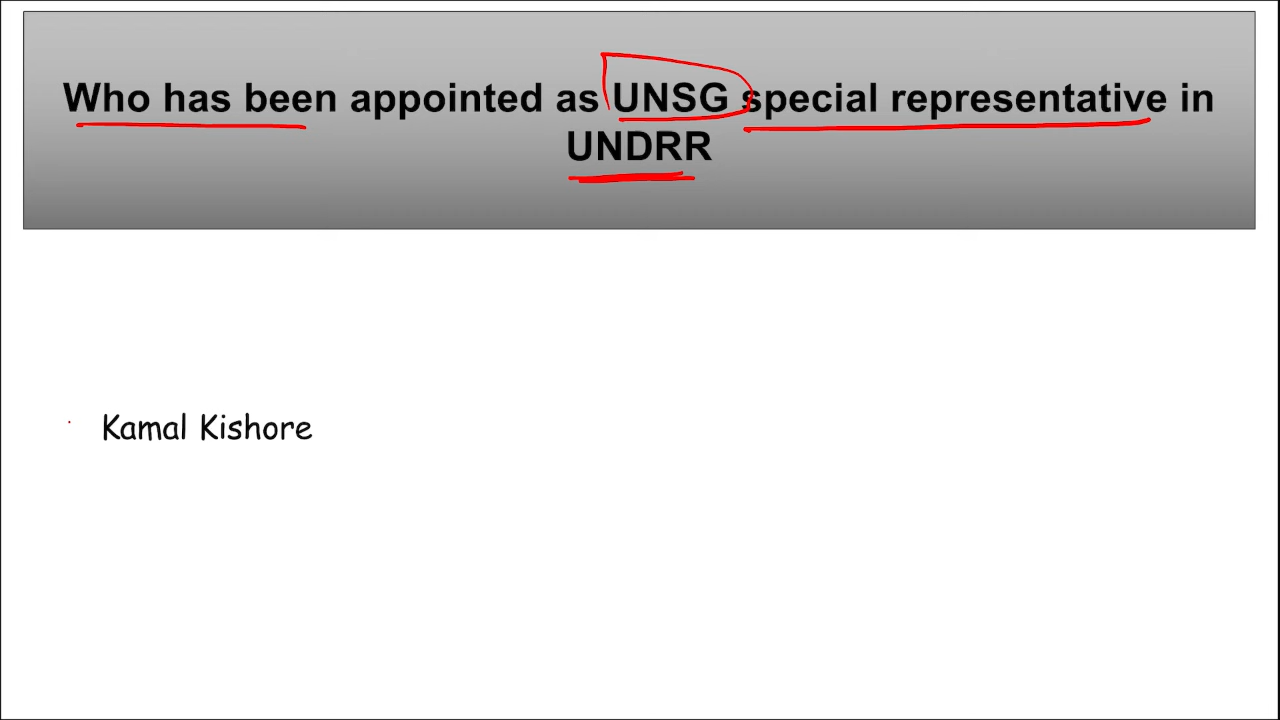 Who has been appointed as UNSG special representative in
UNDRR
Kamal Kishore